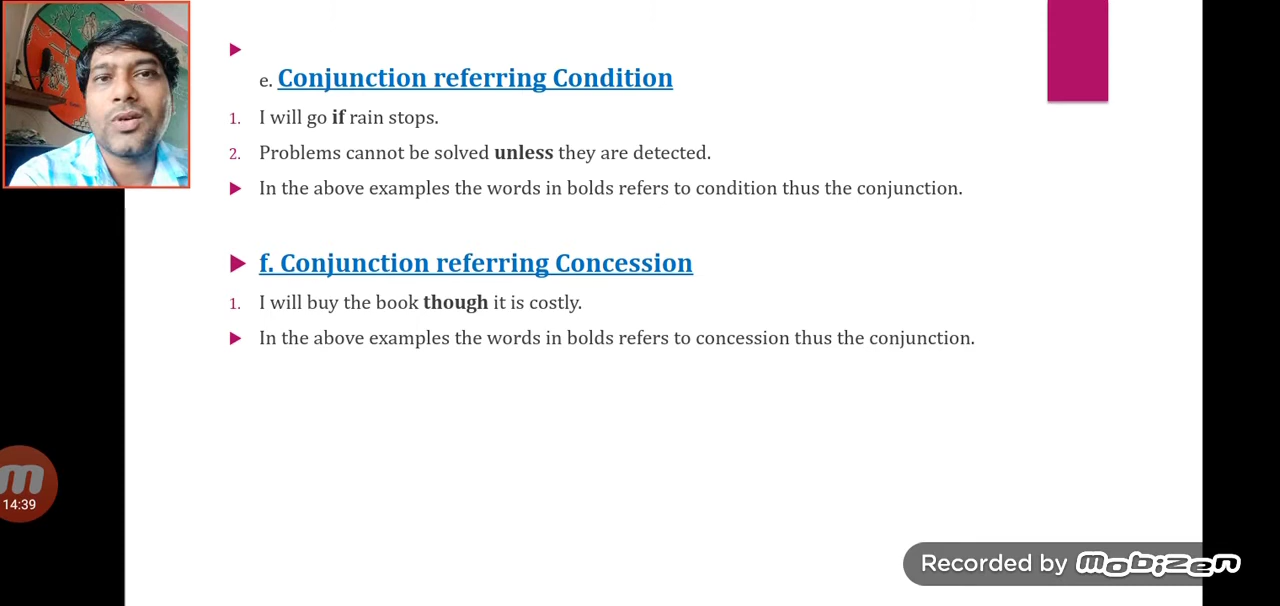 e. Conjunction referring Condition
1. I will go if rain stops.
2. Problems cannot be solved unless they are detected.
In the above examples the words in bolds refers to condition thus the conjunction.
f. Conjunction referring Concession
1. I will buy the book though it is costly.
In the above examples the words in bolds refers to concession thus the conjunction.
m
14:39
Recorded by mobizen